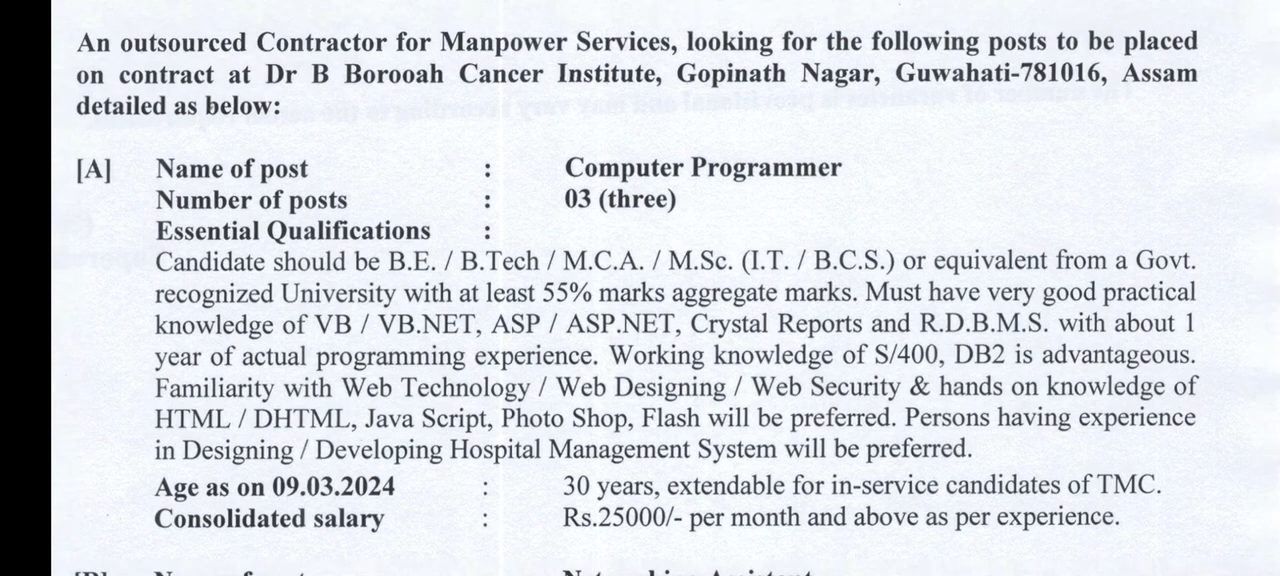 An outsourced Contractor for Manpower Services, looking for the following posts to be placed
on contract at Dr B Borooah Cancer Institute, Gopinath Nagar, Guwahati-781016, Assam
detailed as below:
[A] Name of post : Computer Programmer
Number of posts : 03 (three)
Essential Qualifications :
Candidate should be B.E. / B.Tech / M.C.A. / M.Sc. (I.T. / B.C.S.) or equivalent from a Govt.
recognized University with at least 55% marks aggregate marks. Must have very good practical
knowledge of VB / VB.NET, ASP / ASP.NET, Crystal Reports and R.D.B.M.S. with about 1
year of actual programming experience. Working knowledge of S/400, DB2 is advantageous.
Familiarity with Web Technology / Web Designing / Web Security & hands on knowledge of
HTML / DHTML, Java Script, Photo Shop, Flash will be preferred. Persons having experience
in Designing / Developing Hospital Management System will be preferred.
Age as on 09.03.2024 : 30 years, extendable for in-service candidates of TMC.
Consolidated salary : Rs.25000/- per month and above as per experience.